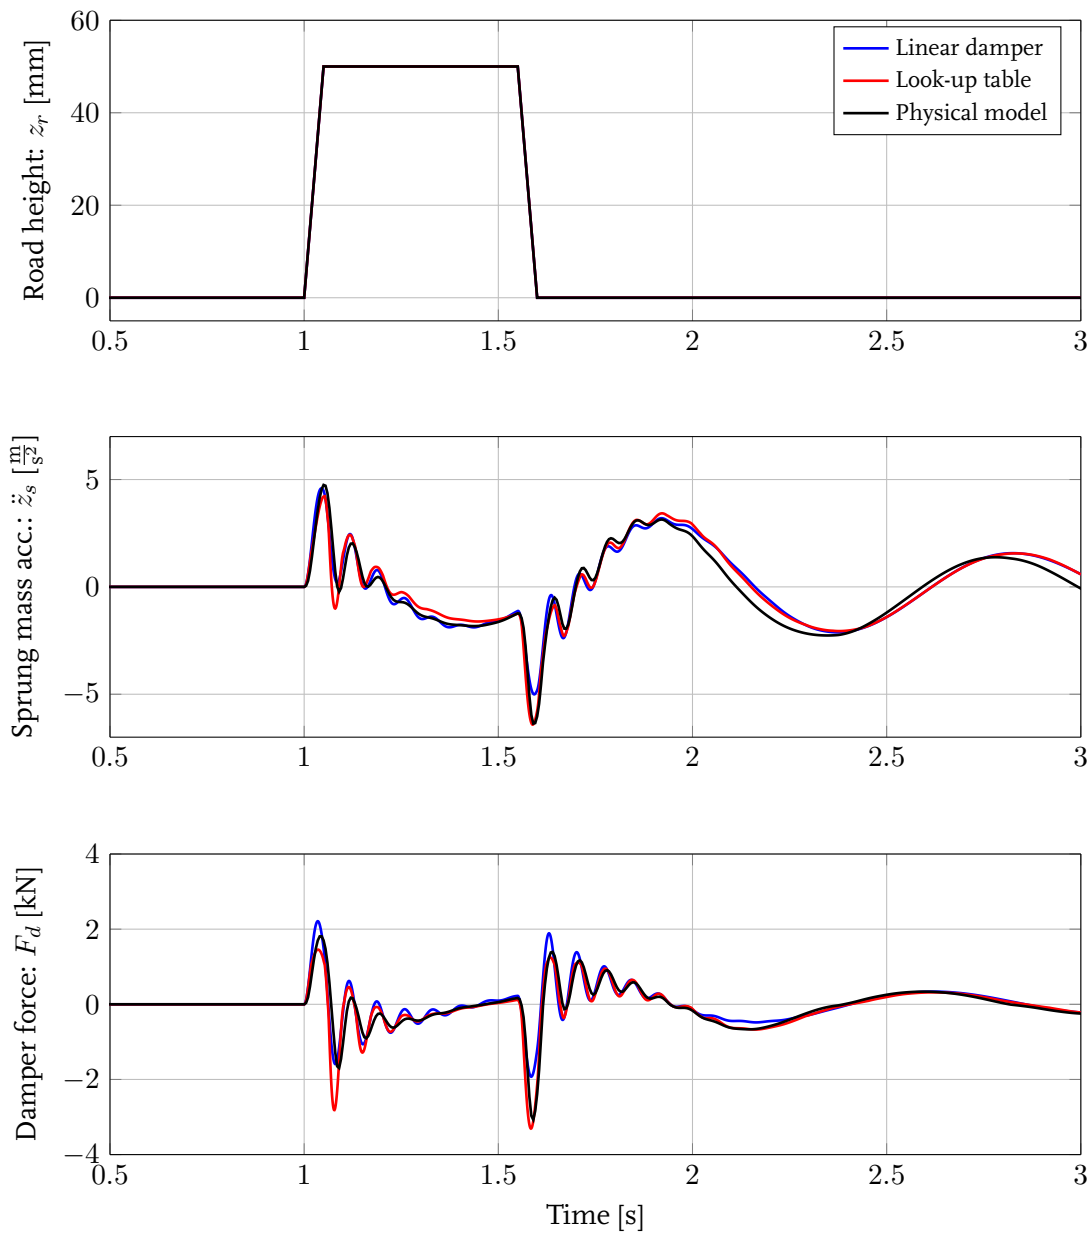 60
40
20
0
Road height: z_r [mm]
Linear damper
Look-up table
Physical model
0.5 1 1.5 2 2.5 3
5
0
−5
Sprung mass acc.: z̈_s [m/s²]
0.5 1 1.5 2 2.5 3
4
2
0
−2
−4
Damper force: F_d [kN]
0.5 1 1.5 2 2.5 3
Time [s]